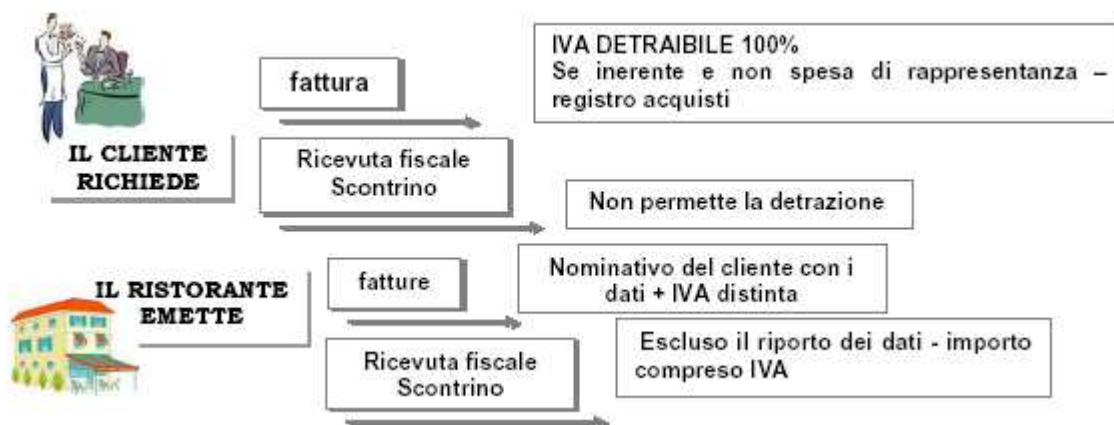 IVA DETRAIBILE 100%
Se inerente e non spesa di rappresentanza –
registro acquisti
fattura
IL CLIENTE
RICHIEDE
Ricevuta fiscale
Scontrino
Non permette la detrazione
IL RISTORANTE
EMETTE
fatture
Nominativo del cliente con i
dati + IVA distinta
Ricevuta fiscale
Scontrino
Escluso il riporto dei dati - importo
compreso IVA